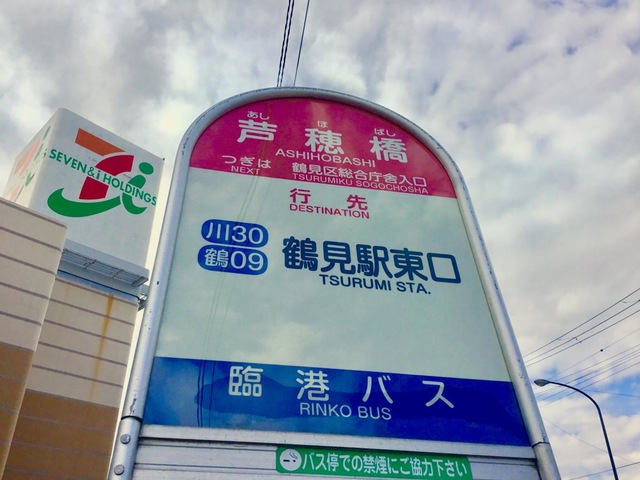 SEVEN & i HOLDINGS
あし ほ ばし
芦穂橋
ASHIHOBASHI
つぎは 鶴見区総合庁舎入口
NEXT TSURUMIKU SOGOCHOSHA
行先
DESTINATION
川30
鶴09
鶴見駅東口
TSURUMI STA.
臨港バス
RINKO BUS
バス停での禁煙にご協力下さい